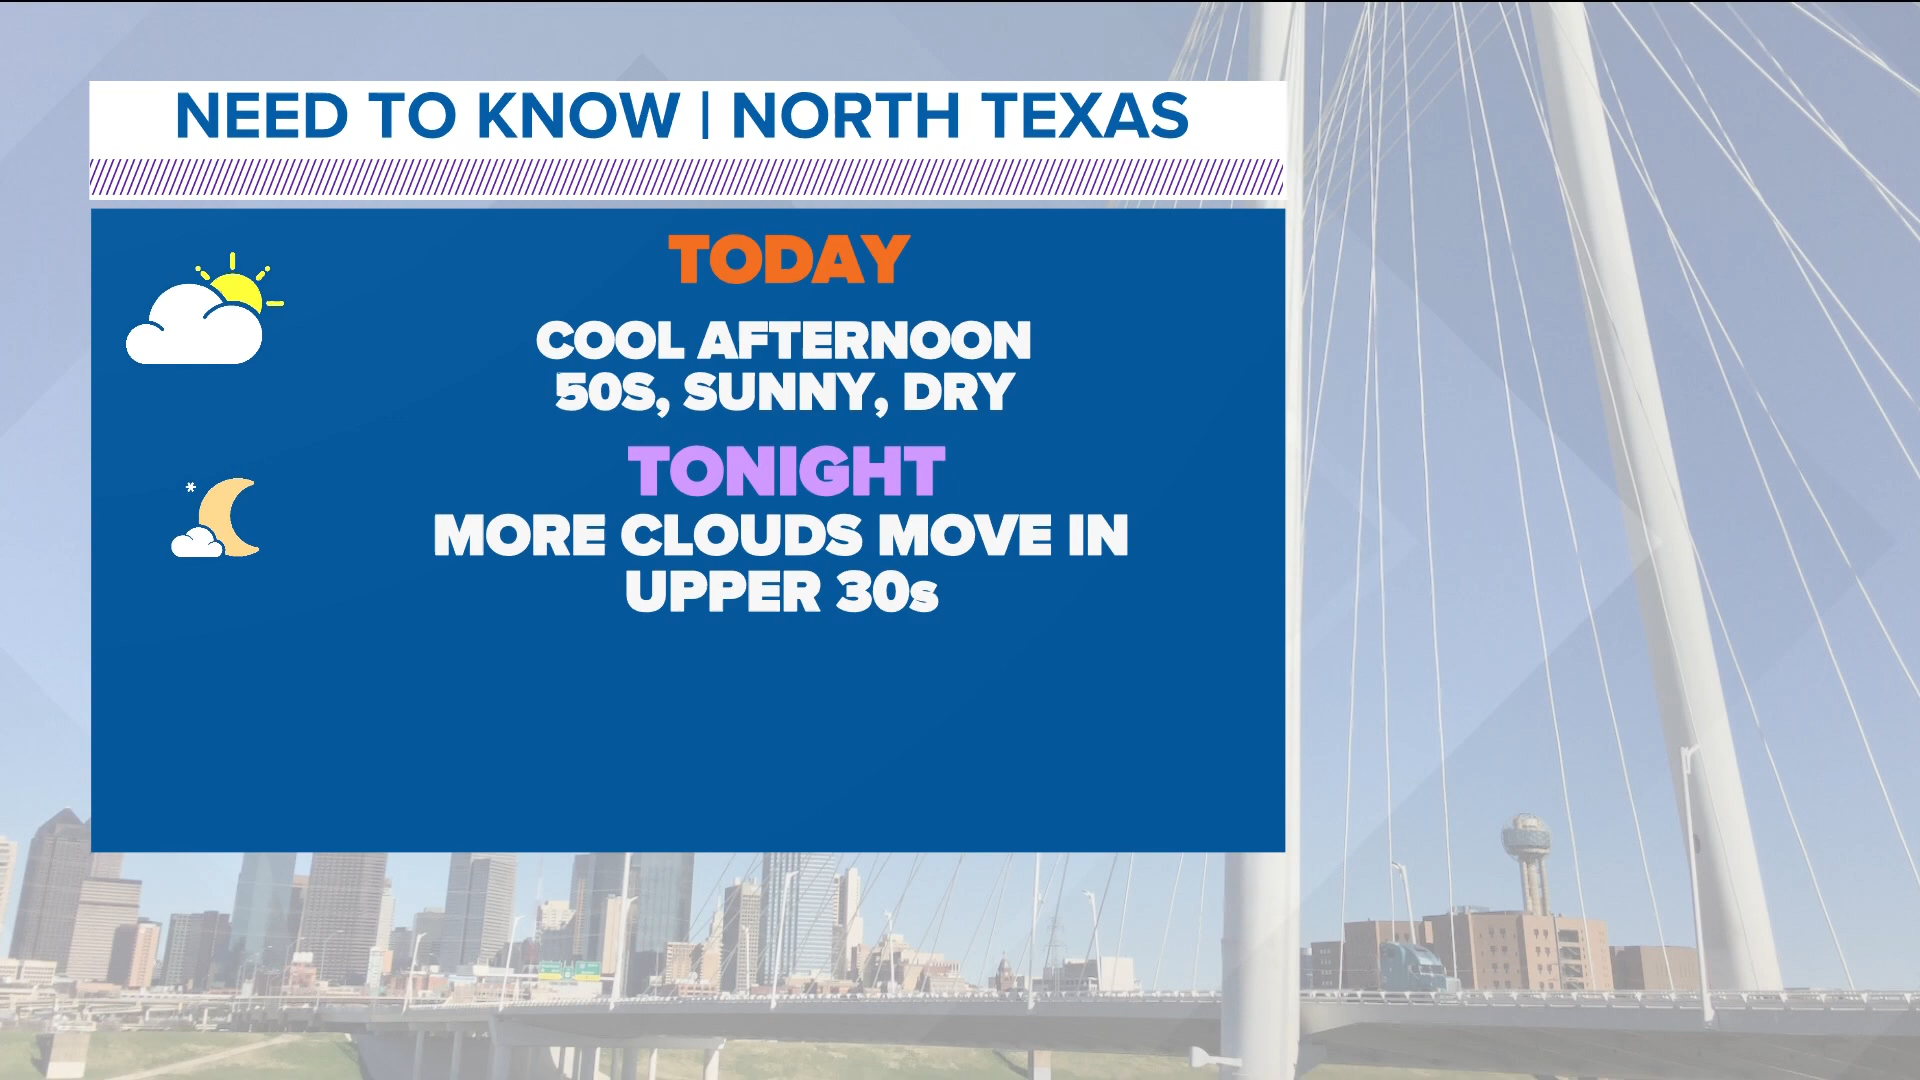 NEED TO KNOW | NORTH TEXAS
TODAY
COOL AFTERNOON
50S, SUNNY, DRY
TONIGHT
MORE CLOUDS MOVE IN
UPPER 30s